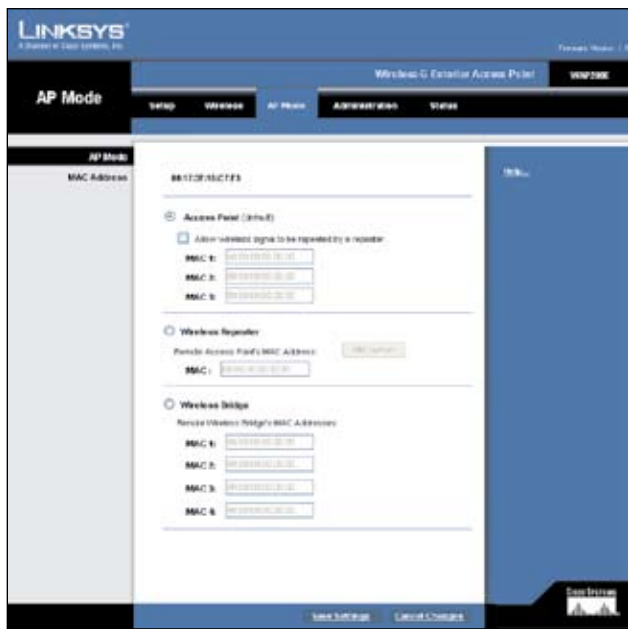 LINKSYS®
A Division of Cisco Systems, Inc.
Firmware Version
Wireless-G Exterior Access Point
WAP200E
AP Mode
Setup
Wireless
AP Mode
Administration
Status
AP Mode
MAC Address
Help...
Access Point (default)
Allow wireless signal to be repeated by a repeater
MAC 1:
MAC 2:
MAC 3:
Wireless Repeater
Remote Access Point's MAC Address:
MAC :
Wireless Bridge
Remote Wireless Bridge's MAC Addresses:
MAC 1:
MAC 2:
MAC 3:
MAC 4:
Save Settings
Cancel Changes
Cisco Systems